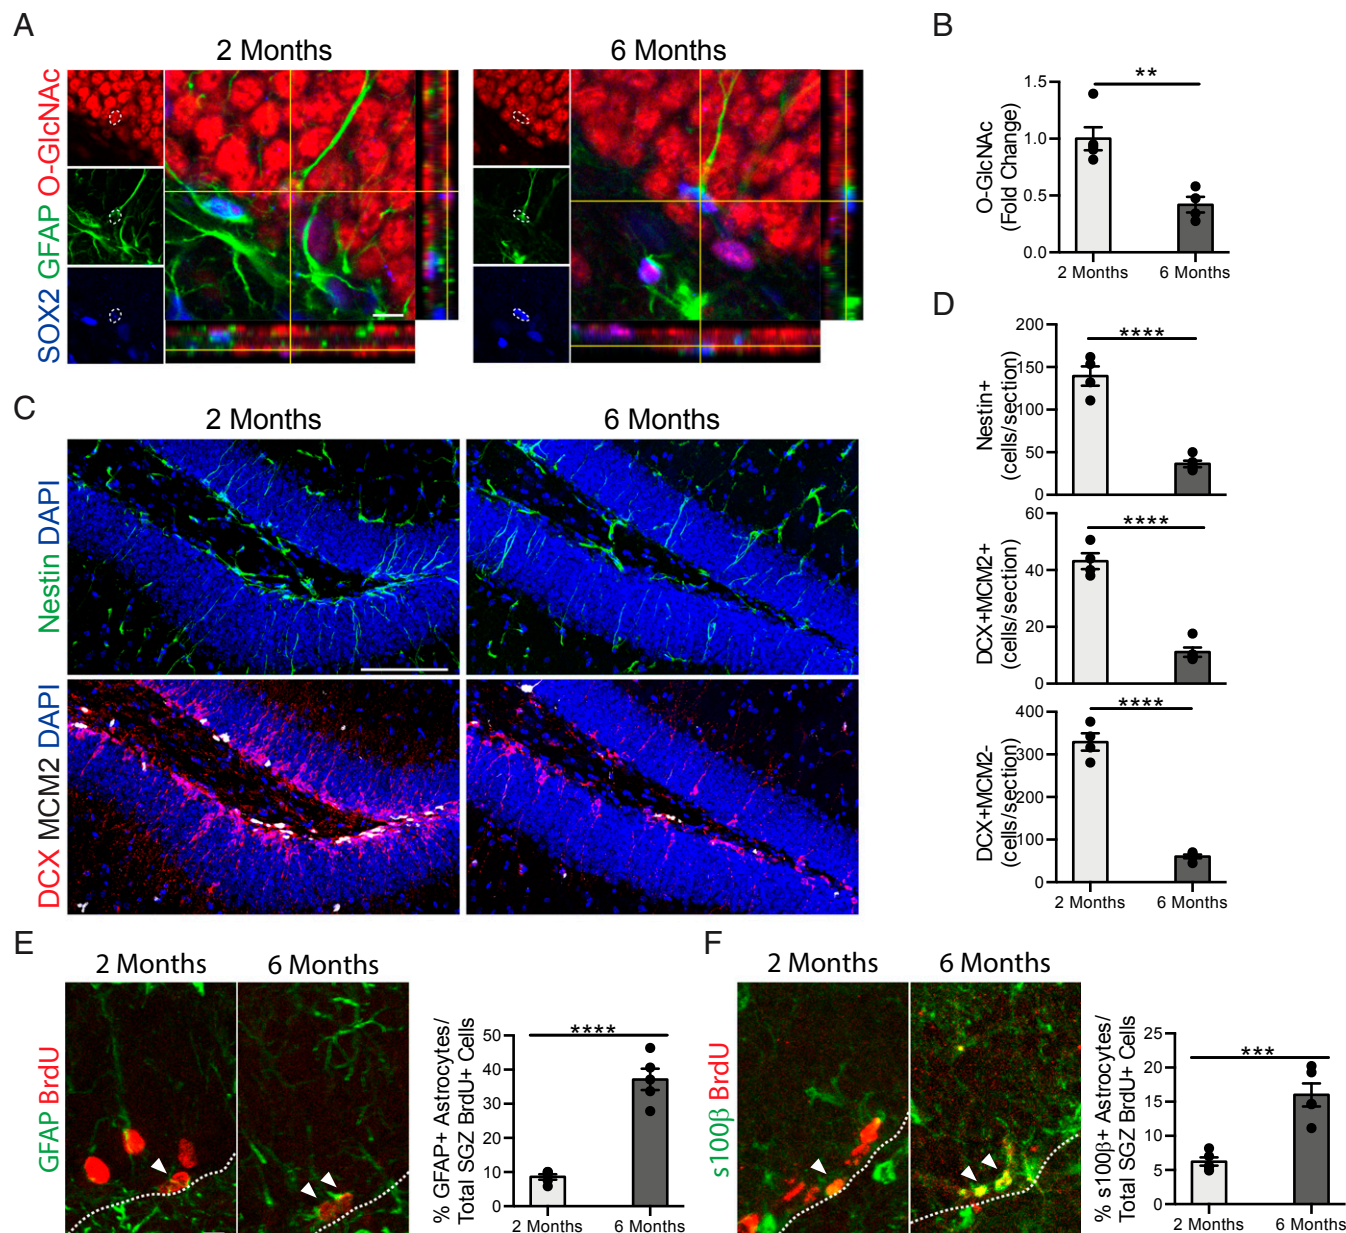 A
2 Months
6 Months
SOX2 GFAP O-GlcNAc
B
O-GlcNAc
(Fold Change)
1.5
1.0
0.5
0.0
**
2 Months
6 Months
C
2 Months
6 Months
Nestin DAPI
DCX MCM2 DAPI
D
Nestin+
(cells/section)
200
150
100
50
0
****
DCX+MCM2+
(cells/section)
60
40
20
0
****
DCX+MCM2-
(cells/section)
400
300
200
100
0
****
2 Months
6 Months
E
2 Months
6 Months
GFAP BrdU
% GFAP+ Astrocytes/
Total SGZ BrdU+ Cells
50
40
30
20
10
0
****
2 Months
6 Months
F
2 Months
6 Months
s100β BrdU
% s100β+ Astrocytes/
Total SGZ BrdU+ Cells
25
20
15
10
5
0
***
2 Months
6 Months